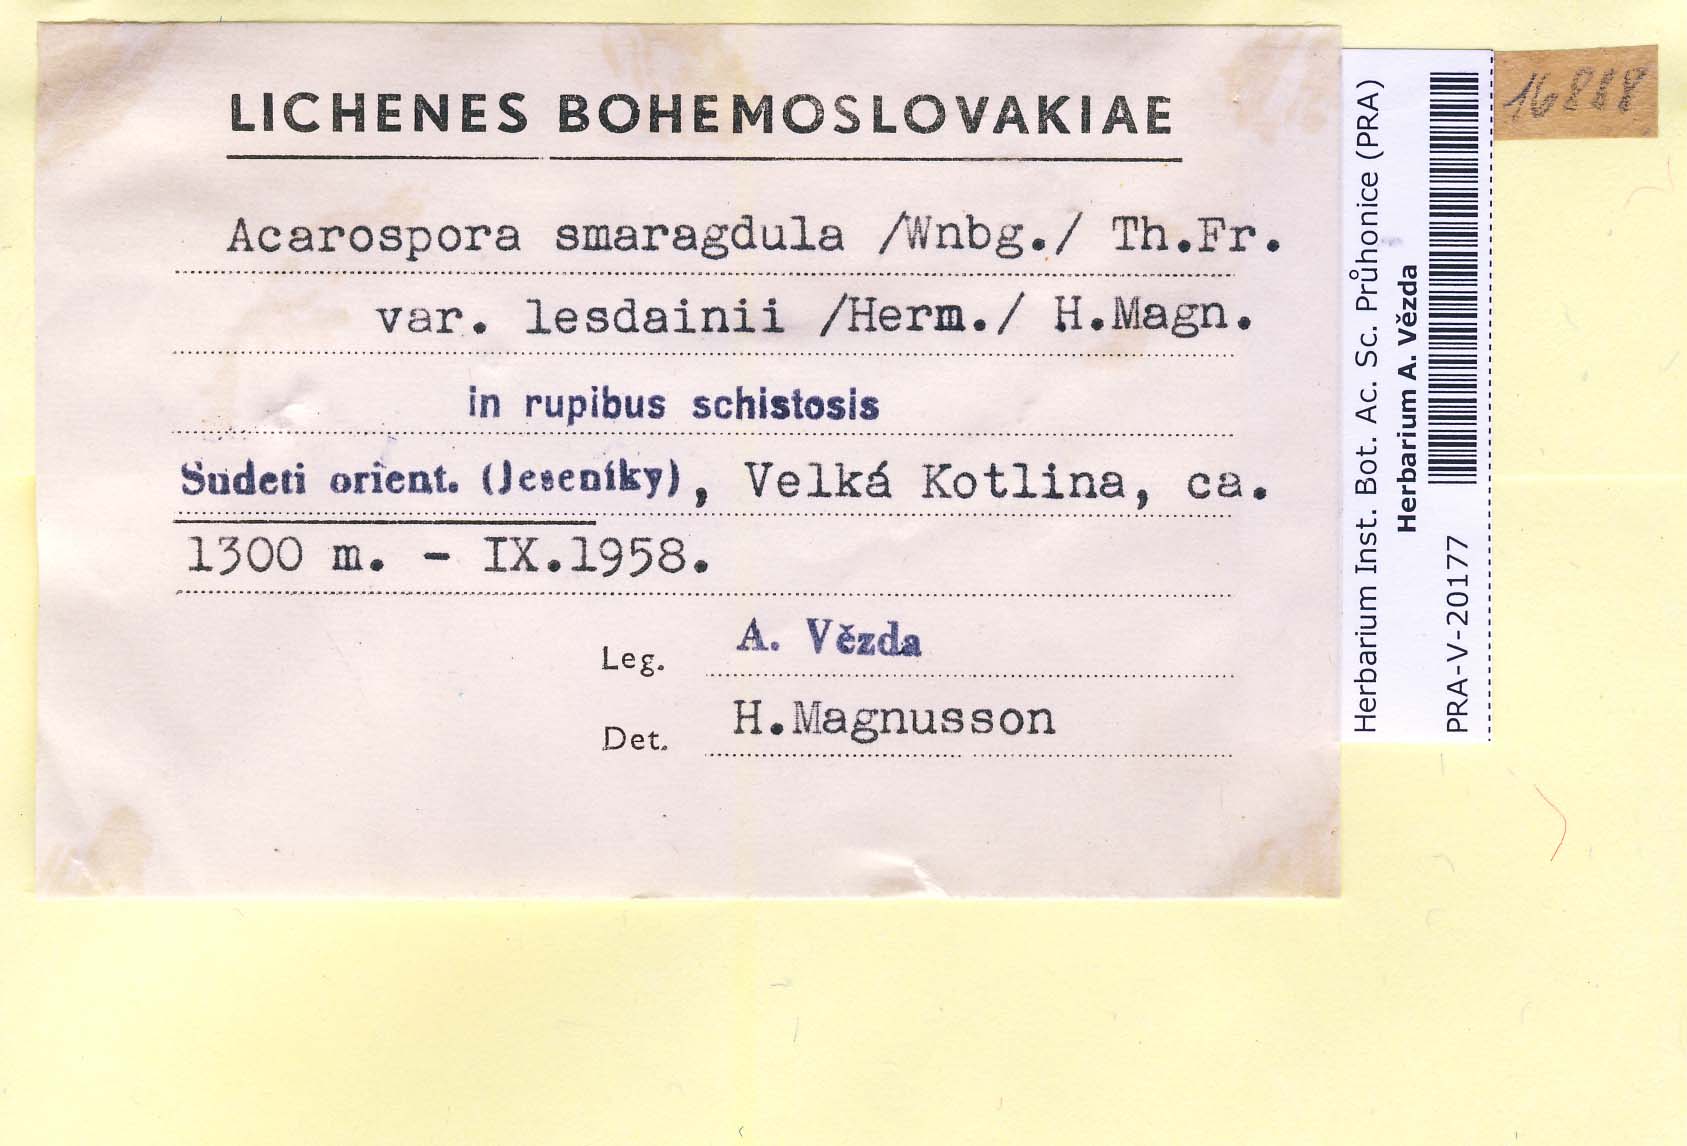 LICHENES BOHEMOSLOVAKIAE
Acarospora smaragdula /Wnbg./ Th.Fr.
var. lesdainii /Herm./ H.Magn.
in rupibus schistosis
Sudeti orient. (Jeseníky), Velká Kotlina, ca.
1300 m. - IX.1958.
Leg. A. Vězda
Det. H.Magnusson
Herbarium Inst. Bot. Ac. Sc. Průhonice (PRA)
Herbarium A. Vězda
PRA-V-20177